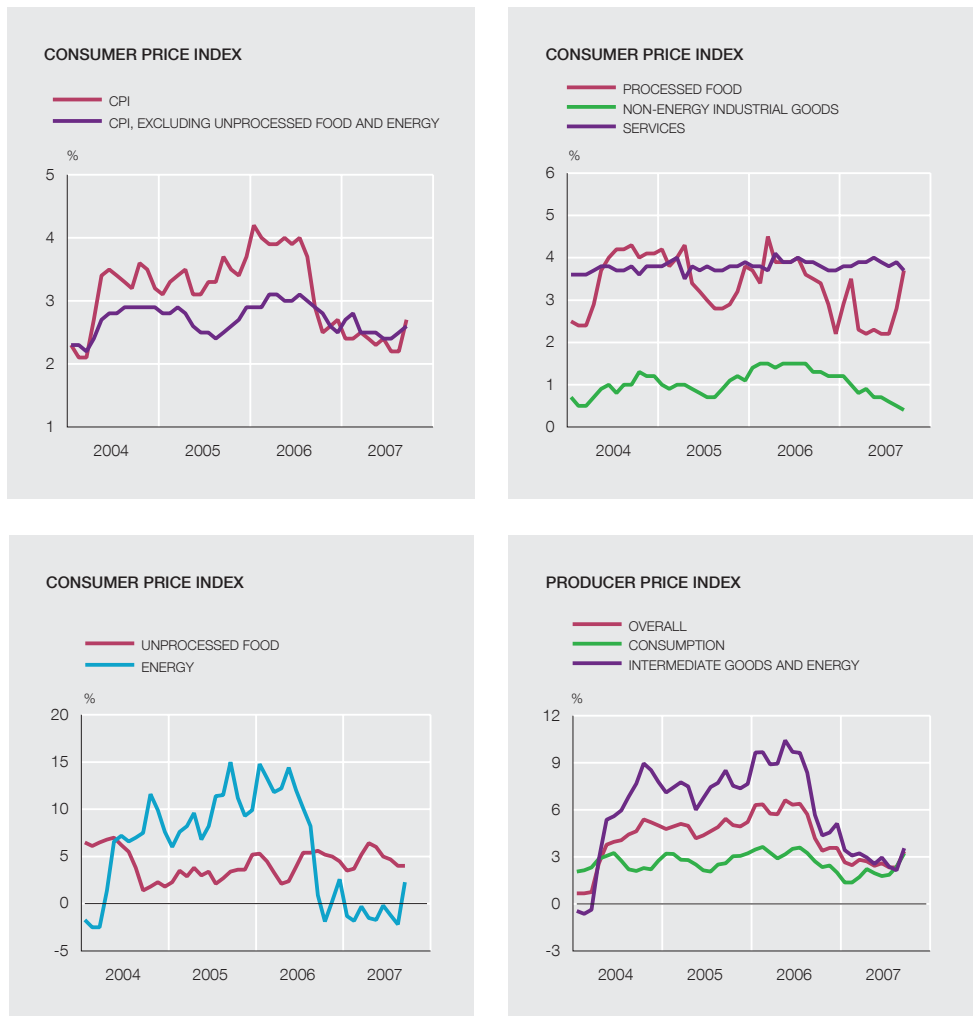 CONSUMER PRICE INDEX
CPI
CPI, EXCLUDING UNPROCESSED FOOD AND ENERGY
%
5
4
3
2
1
2004 2005 2006 2007
CONSUMER PRICE INDEX
PROCESSED FOOD
NON-ENERGY INDUSTRIAL GOODS
SERVICES
%
6
5
4
3
2
1
0
2004 2005 2006 2007
CONSUMER PRICE INDEX
UNPROCESSED FOOD
ENERGY
%
20
15
10
5
0
-5
2004 2005 2006 2007
PRODUCER PRICE INDEX
OVERALL
CONSUMPTION
INTERMEDIATE GOODS AND ENERGY
%
12
9
6
3
0
-3
2004 2005 2006 2007